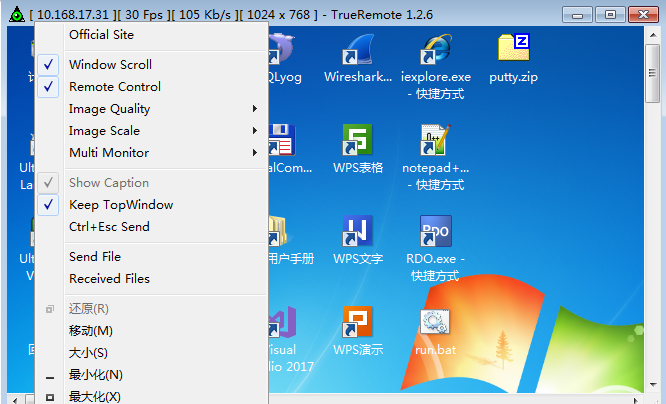 [ 10.168.17.31 ][ 30 Fps ][ 105 Kb/s ][ 1024 x 768 ] - TrueRemote 1.2.6
Official Site
Window Scroll
Remote Control
Image Quality
Image Scale
Multi Monitor
Show Caption
Keep TopWindow
Ctrl+Esc Send
Send File
Received Files
还原(R)
移动(M)
大小(S)
最小化(N)
最大化(X)
QLyog
Wireshark...
iexplore.exe
- 快捷方式
putty.zip
Ult
La
alCom...
WPS表格
notepad+...
- 快捷方式
Ult
V
用户手册
WPS文字
RDO
RDO.exe -
快捷方式
isual
dio 2017
WPS演示
run.bat